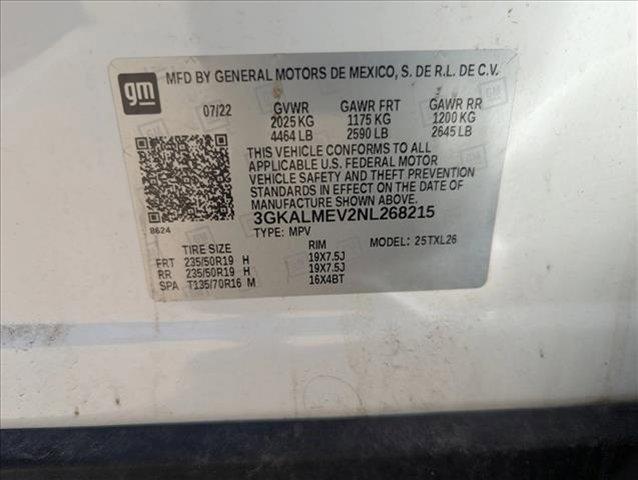 gm
MFD BY GENERAL MOTORS DE MEXICO, S. DE R.L. DE C.V.
07/22 GVWR GAWR FRT GAWR RR
2025 KG 1175 KG 1200 KG
4464 LB 2590 LB 2645 LB
THIS VEHICLE CONFORMS TO ALL
APPLICABLE U.S. FEDERAL MOTOR
VEHICLE SAFETY AND THEFT PREVENTION
STANDARDS IN EFFECT ON THE DATE OF
MANUFACTURE SHOWN ABOVE.
3GKALMEV2NL268215
8624
TYPE: MPV MODEL: 25TXL26
TIRE SIZE RIM
FRT 235/50R19 H 19X7.5J
RR 235/50R19 H 19X7.5J
SPA T135/70R16 M 16X4BT